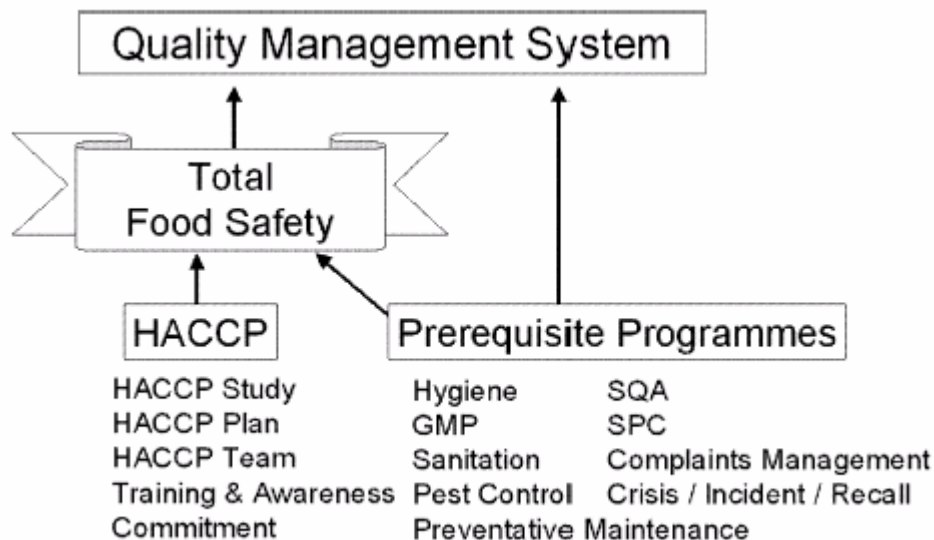 Quality Management System
Total
Food Safety
HACCP
Prerequisite Programmes
HACCP Study
HACCP Plan
HACCP Team
Training & Awareness
Commitment
Hygiene
GMP
Sanitation
Pest Control
Preventative Maintenance
SQA
SPC
Complaints Management
Crisis / Incident / Recall